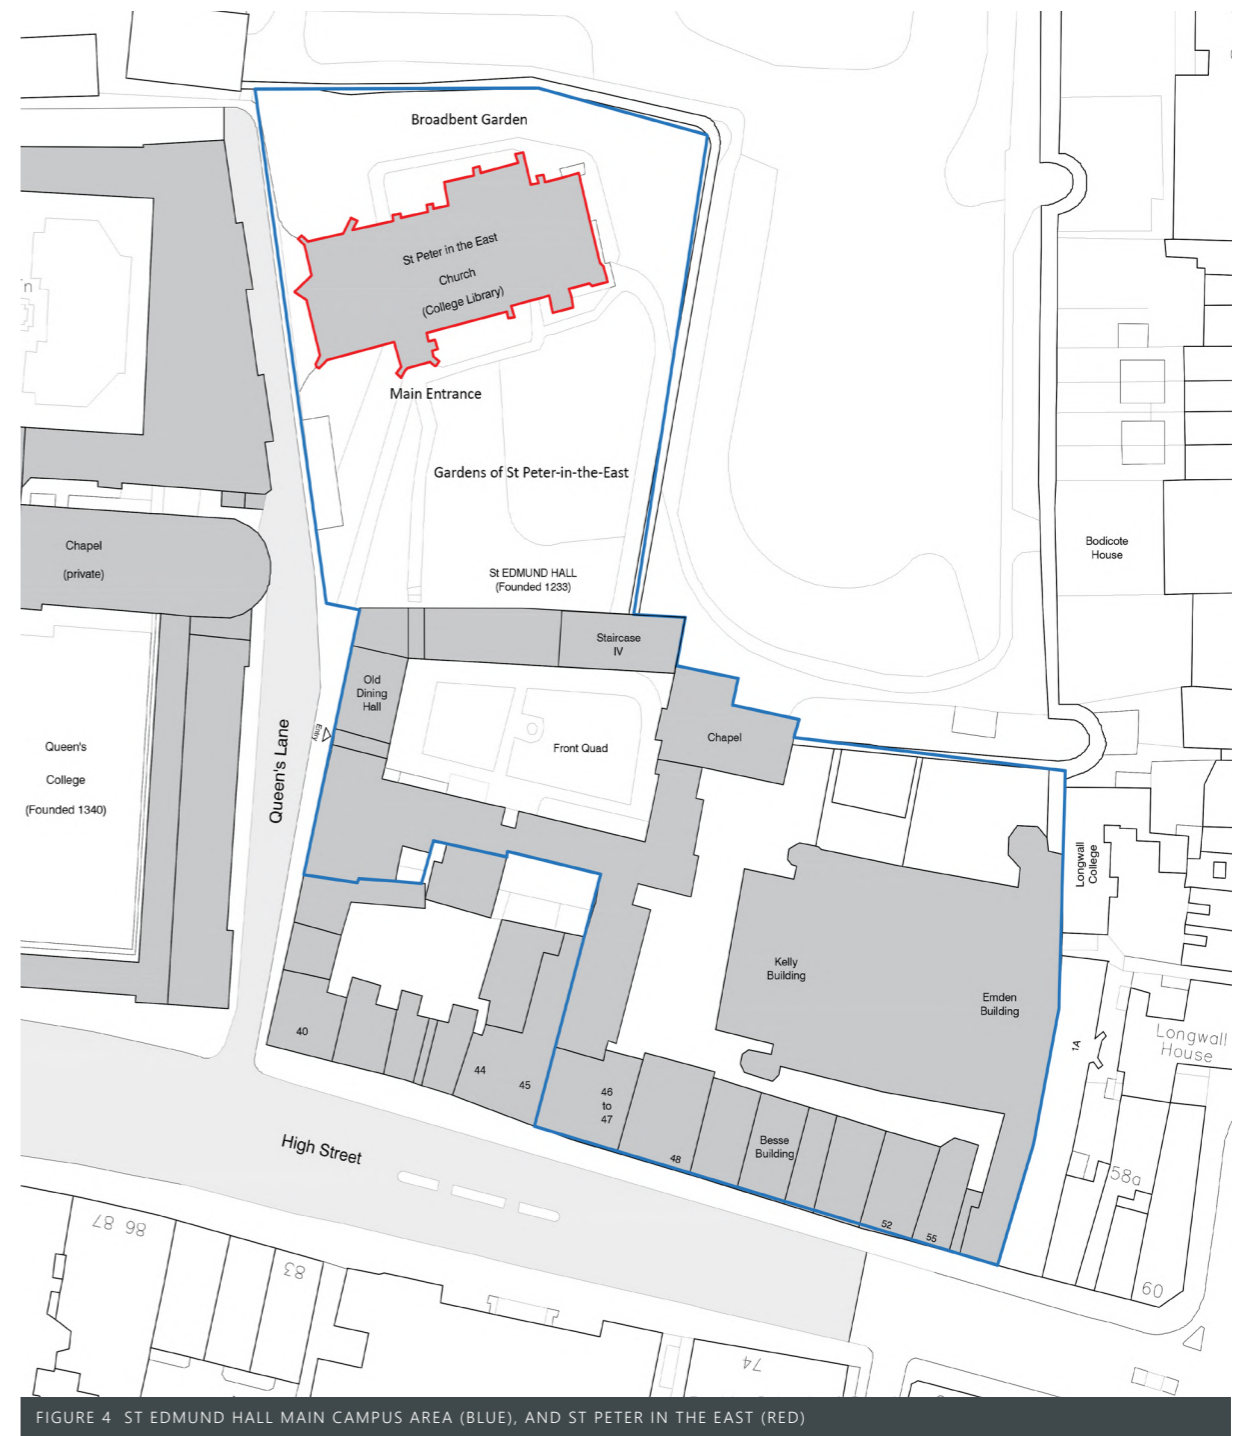 Broadbent Garden
St Peter in the East
Church
(College Library)
Main Entrance
Gardens of St Peter-in-the-East
Chapel
(private)
St EDMUND HALL
(Founded 1233)
Bodicote
House
Staircase
IV
Old
Dining
Hall
Entry
Queen's Lane
Front Quad
Chapel
Queen's
College
(Founded 1340)
Longwall
College
Kelly
Building
Emden
Building
1A
Longwall
House
40
44
45
46
to
47
48
Besse
Building
52
55
58a
60
High Street
86 87
83
74
FIGURE 4 ST EDMUND HALL MAIN CAMPUS AREA (BLUE), AND ST PETER IN THE EAST (RED)